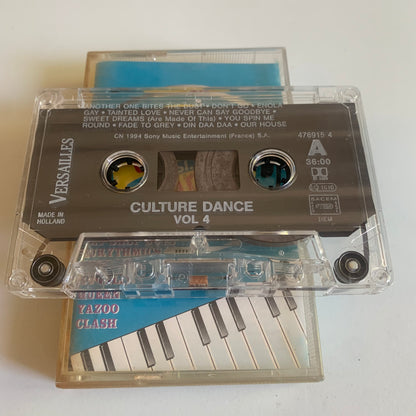 ANOTHER ONE BITES THE DUST • DON'T GO • ENOLA
GAY • TAINTED LOVE • NEVER CAN SAY GOODBYE •
SWEET DREAMS (Are Made Of This) • YOU SPIN ME
ROUND • FADE TO GREY • DIN DAA DAA • OUR HOUSE
CN 1994 Sony Music Entertainment (France) S.A.
476915 4
A
36:00
VERSAILLES
SACEM
MADE IN
HOLLAND
CULTURE DANCE
VOL 4
EURYTHMICS
YAZOO
CLASH